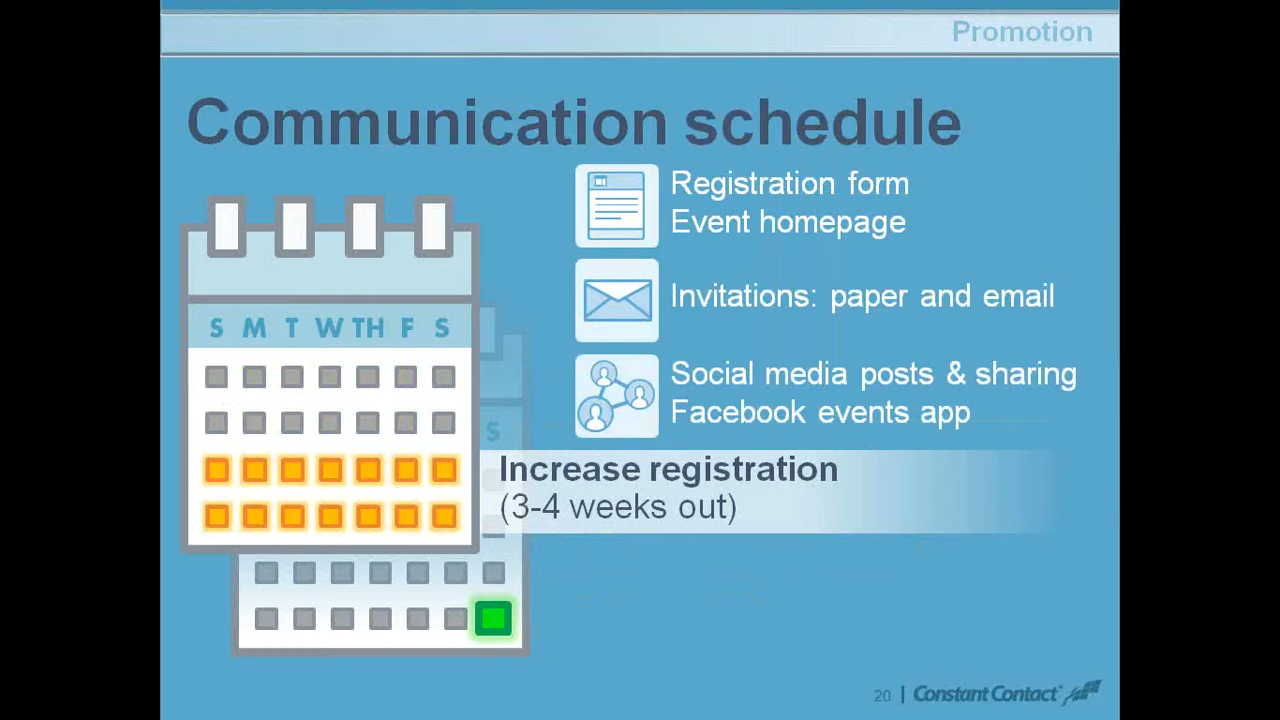 Promotion
Communication schedule
Registration form
Event homepage
Invitations: paper and email
Social media posts & sharing
Facebook events app
S M T W TH F S
S
Increase registration
(3-4 weeks out)
20 | Constant Contact